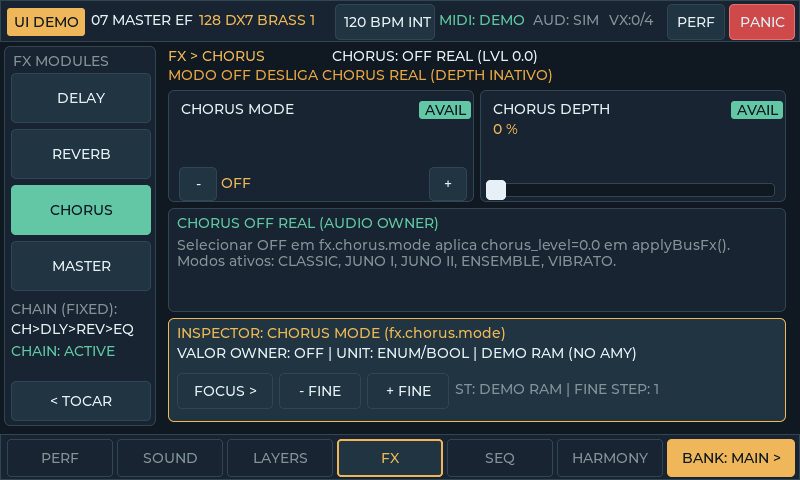 UI DEMO 07 MASTER EF 128 DX7 BRASS 1 120 BPM INT MIDI: DEMO AUD: SIM VX:0/4 PERF PANIC
FX MODULES
DELAY
REVERB
CHORUS
MASTER
CHAIN (FIXED):
CH>DLY>REV>EQ
CHAIN: ACTIVE
< TOCAR
FX > CHORUS CHORUS: OFF REAL (LVL 0.0)
MODO OFF DESLIGA CHORUS REAL (DEPTH INATIVO)
CHORUS MODE AVAIL
- OFF +
CHORUS DEPTH AVAIL
0 %
CHORUS OFF REAL (AUDIO OWNER)
Selecionar OFF em fx.chorus.mode aplica chorus_level=0.0 em applyBusFx().
Modos ativos: CLASSIC, JUNO I, JUNO II, ENSEMBLE, VIBRATO.
INSPECTOR: CHORUS MODE (fx.chorus.mode)
VALOR OWNER: OFF | UNIT: ENUM/BOOL | DEMO RAM (NO AMY)
FOCUS > - FINE + FINE ST: DEMO RAM | FINE STEP: 1
PERF SOUND LAYERS FX SEQ HARMONY BANK: MAIN >